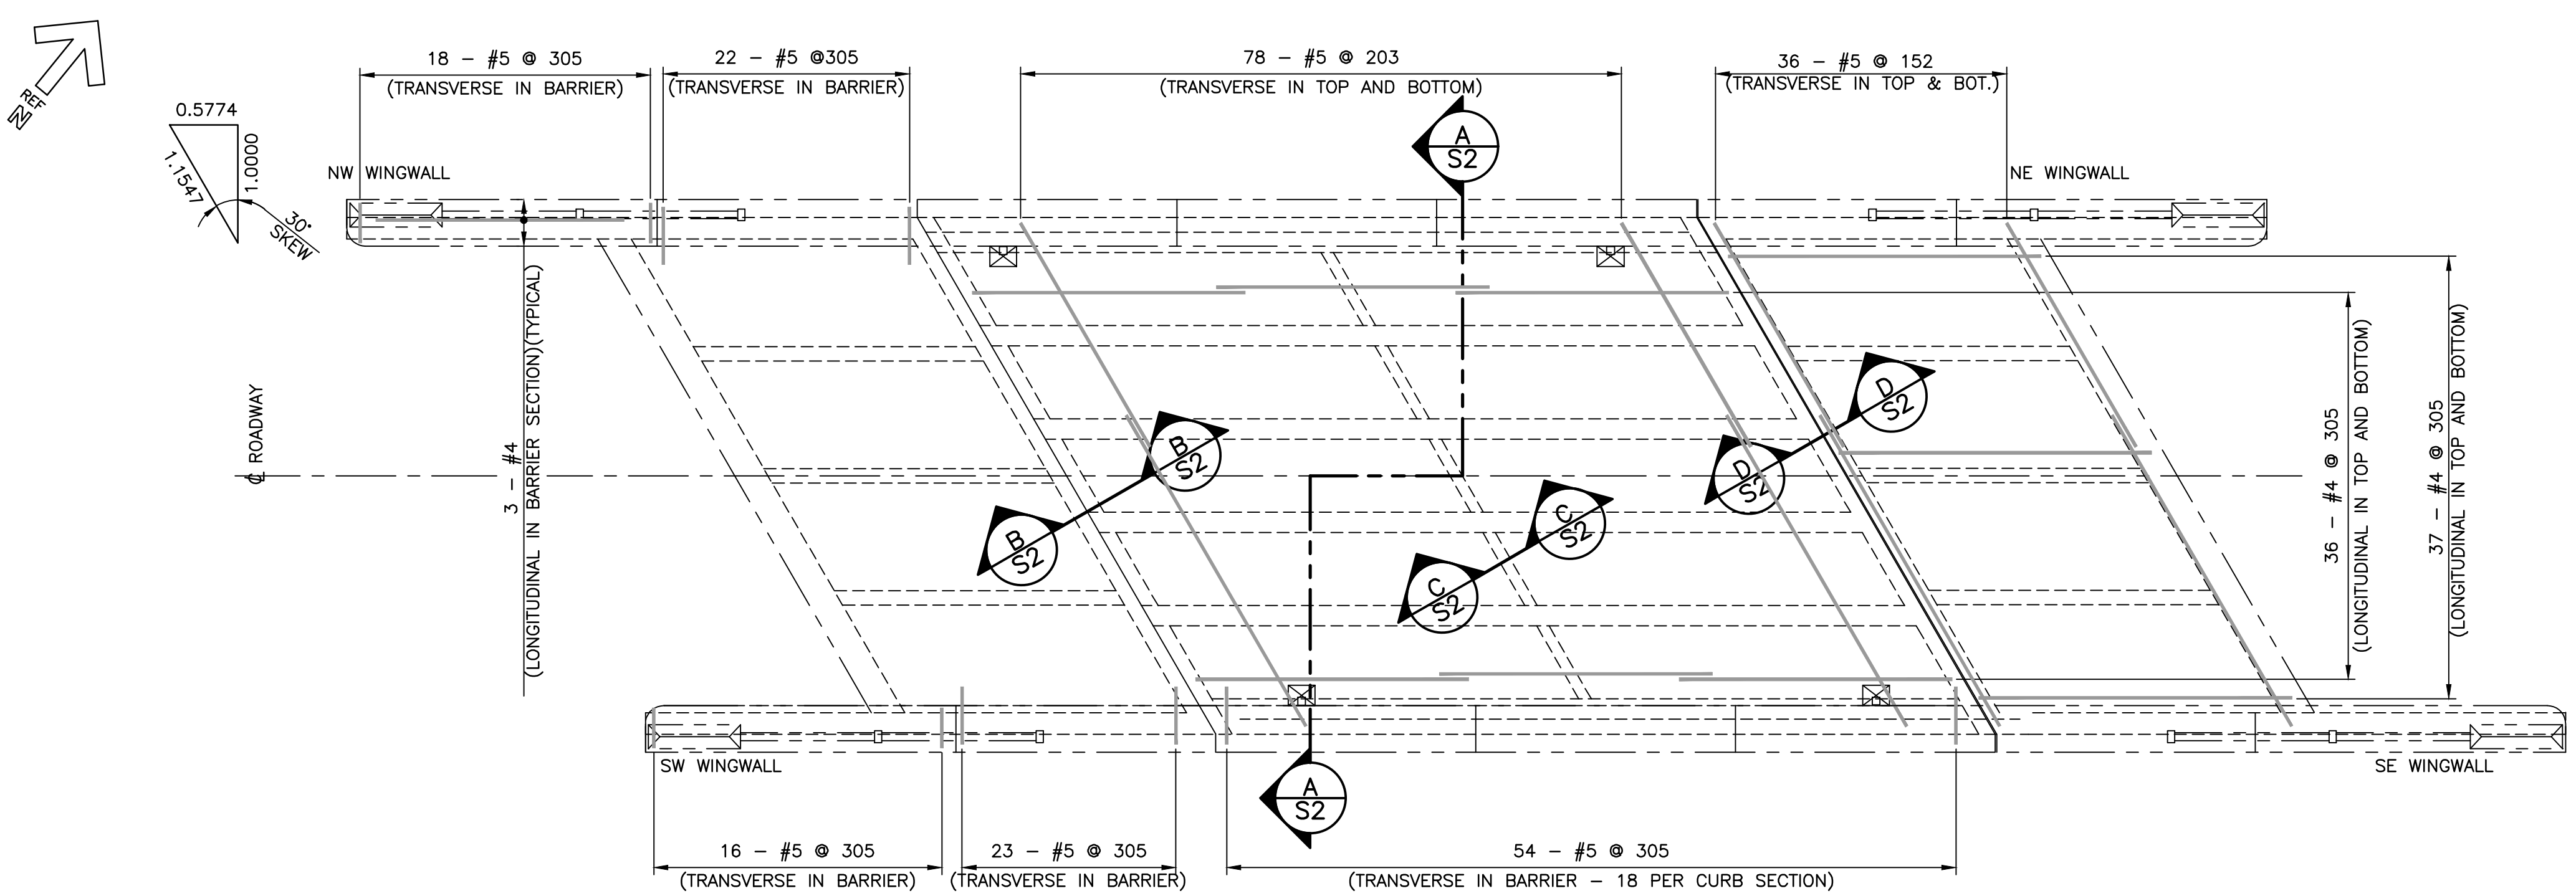 18 - #5 @ 305
(TRANSVERSE IN BARRIER)
22 - #5 @305
(TRANSVERSE IN BARRIER)
78 - #5 @ 203
(TRANSVERSE IN TOP AND BOTTOM)
36 - #5 @ 152
(TRANSVERSE IN TOP & BOT.)
REF
N
0.5774
1.0000
1.1547
30°
SKEW
A
S2
NW WINGWALL
NE WINGWALL
℄ ROADWAY
3 - #4
(LONGITUDINAL IN BARRIER SECTION)(TYPICAL)
B
S2
B
S2
C
S2
C
S2
D
S2
D
S2
36 - #4 @ 305
(LONGITUDINAL IN TOP AND BOTTOM)
37 - #4 @ 305
(LONGITUDINAL IN TOP AND BOTTOM)
SW WINGWALL
SE WINGWALL
A
S2
16 - #5 @ 305
(TRANSVERSE IN BARRIER)
23 - #5 @ 305
(TRANSVERSE IN BARRIER)
54 - #5 @ 305
(TRANSVERSE IN BARRIER - 18 PER CURB SECTION)